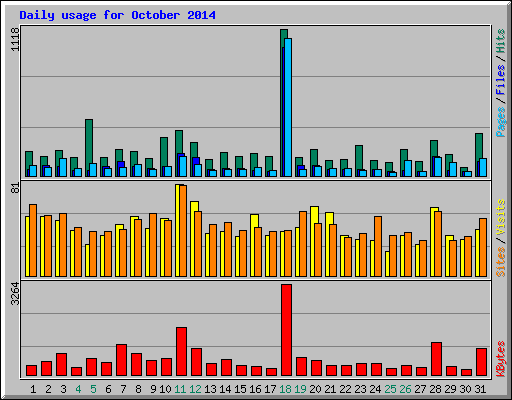 Daily usage for October 2014
1118
Pages / Files / Hits
81
Sites / Visits
3264
KBytes
1 2 3 4 5 6 7 8 9 10 11 12 13 14 15 16 17 18 19 20 21 22 23 24 25 26 27 28 29 30 31